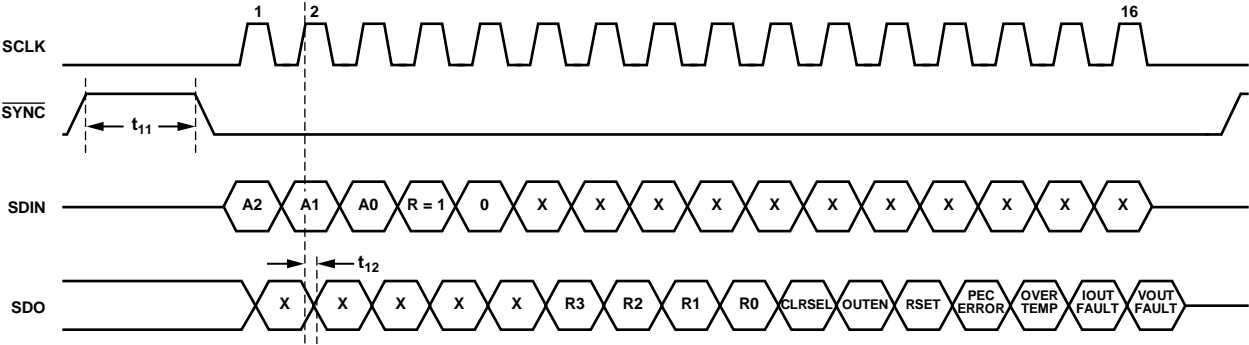 1 2 16
SCLK
SYNC
t11
SDIN A2 A1 A0 R = 1 0 X X X X X X X X X X X
t12
SDO X X X X X R3 R2 R1 R0 CLRSEL OUTEN RSET PEC ERROR OVER TEMP IOUT FAULT VOUT FAULT